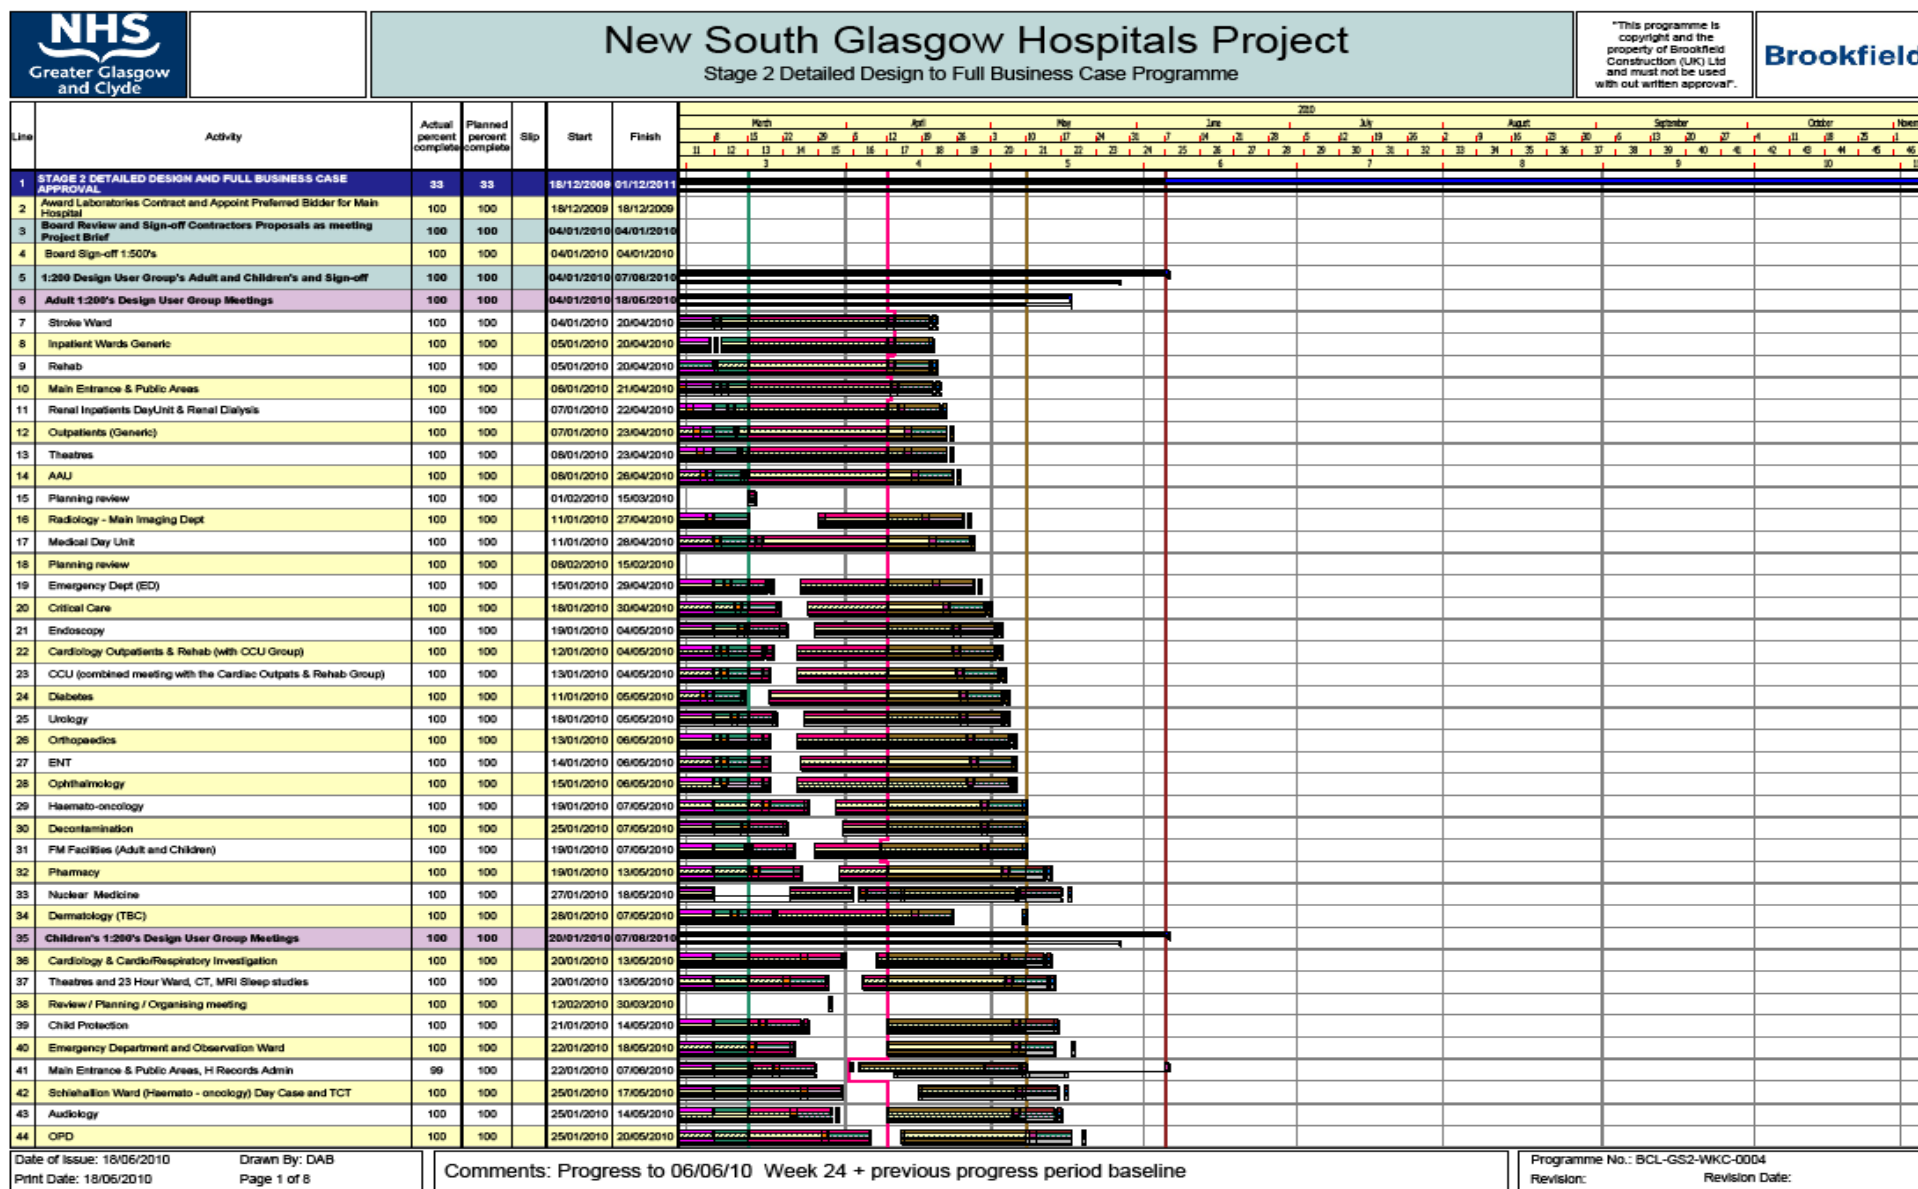 NHS
Greater Glasgow
and Clyde
New South Glasgow Hospitals Project
Stage 2 Detailed Design to Full Business Case Programme
"This programme is
copyright and the
property of Brookfield
Construction (UK) Ltd
and must not be used
with out written approval".
Brookfield
Line Activity Actual percent complete Planned percent complete Slip Start Finish
2010
March April May June July August September October
3 4 5 6 7 8 9 10
1 STAGE 2 DETAILED DESIGN AND FULL BUSINESS CASE APPROVAL 33 33 18/12/2009 01/12/2011
2 Award Laboratories Contract and Appoint Preferred Bidder for Main Hospital 100 100 18/12/2009 18/12/2009
3 Board Review and Sign-off Contractors Proposals as meeting Project Brief 100 100 04/01/2010 04/01/2010
4 Board Sign-off 1:500's 100 100 04/01/2010 04/01/2010
5 1:200 Design User Group's Adult and Children's and Sign-off 100 100 04/01/2010 07/06/2010
6 Adult 1:200's Design User Group Meetings 100 100 04/01/2010 18/05/2010
7 Stroke Ward 100 100 04/01/2010 20/04/2010
8 Inpatient Wards Generic 100 100 05/01/2010 20/04/2010
9 Rehab 100 100 05/01/2010 20/04/2010
10 Main Entrance & Public Areas 100 100 06/01/2010 21/04/2010
11 Renal Inpatients DayUnit & Renal Dialysis 100 100 07/01/2010 22/04/2010
12 Outpatients (Generic) 100 100 07/01/2010 23/04/2010
13 Theatres 100 100 08/01/2010 23/04/2010
14 AAU 100 100 08/01/2010 26/04/2010
15 Planning review 100 100 01/02/2010 15/03/2010
16 Radiology - Main Imaging Dept 100 100 11/01/2010 27/04/2010
17 Medical Day Unit 100 100 11/01/2010 28/04/2010
18 Planning review 100 100 08/02/2010 15/02/2010
19 Emergency Dept (ED) 100 100 15/01/2010 29/04/2010
20 Critical Care 100 100 18/01/2010 30/04/2010
21 Endoscopy 100 100 19/01/2010 04/05/2010
22 Cardiology Outpatients & Rehab (with CCU Group) 100 100 12/01/2010 04/05/2010
23 CCU (combined meeting with the Cardiac Outpats & Rehab Group) 100 100 13/01/2010 04/05/2010
24 Diabetes 100 100 11/01/2010 05/05/2010
25 Urology 100 100 18/01/2010 05/05/2010
26 Orthopaedics 100 100 13/01/2010 06/05/2010
27 ENT 100 100 14/01/2010 06/05/2010
28 Ophthalmology 100 100 15/01/2010 06/05/2010
29 Haemato-oncology 100 100 19/01/2010 07/05/2010
30 Decontamination 100 100 25/01/2010 07/05/2010
31 FM Facilities (Adult and Children) 100 100 19/01/2010 07/05/2010
32 Pharmacy 100 100 19/01/2010 13/05/2010
33 Nuclear Medicine 100 100 27/01/2010 18/05/2010
34 Dermatology (TBC) 100 100 28/01/2010 07/05/2010
35 Children's 1:200's Design User Group Meetings 100 100 20/01/2010 07/06/2010
36 Cardiology & Cardio/Respiratory Investigation 100 100 20/01/2010 13/05/2010
37 Theatres and 23 Hour Ward, CT, MRI Sleep studies 100 100 20/01/2010 13/05/2010
38 Review / Planning / Organising meeting 100 100 12/02/2010 30/03/2010
39 Child Protection 100 100 21/01/2010 14/05/2010
40 Emergency Department and Observation Ward 100 100 22/01/2010 18/05/2010
41 Main Entrance & Public Areas, H Records Admin 99 100 22/01/2010 07/06/2010
42 Schiehallion Ward (Haemato - oncology) Day Case and TCT 100 100 25/01/2010 17/05/2010
43 Audiology 100 100 25/01/2010 14/05/2010
44 OPD 100 100 25/01/2010 20/05/2010
Date of Issue: 18/06/2010 Drawn By: DAB
Print Date: 18/06/2010 Page 1 of 8
Comments: Progress to 06/06/10 Week 24 + previous progress period baseline
Programme No.: BCL-GS2-WKC-0004
Revision: Revision Date: